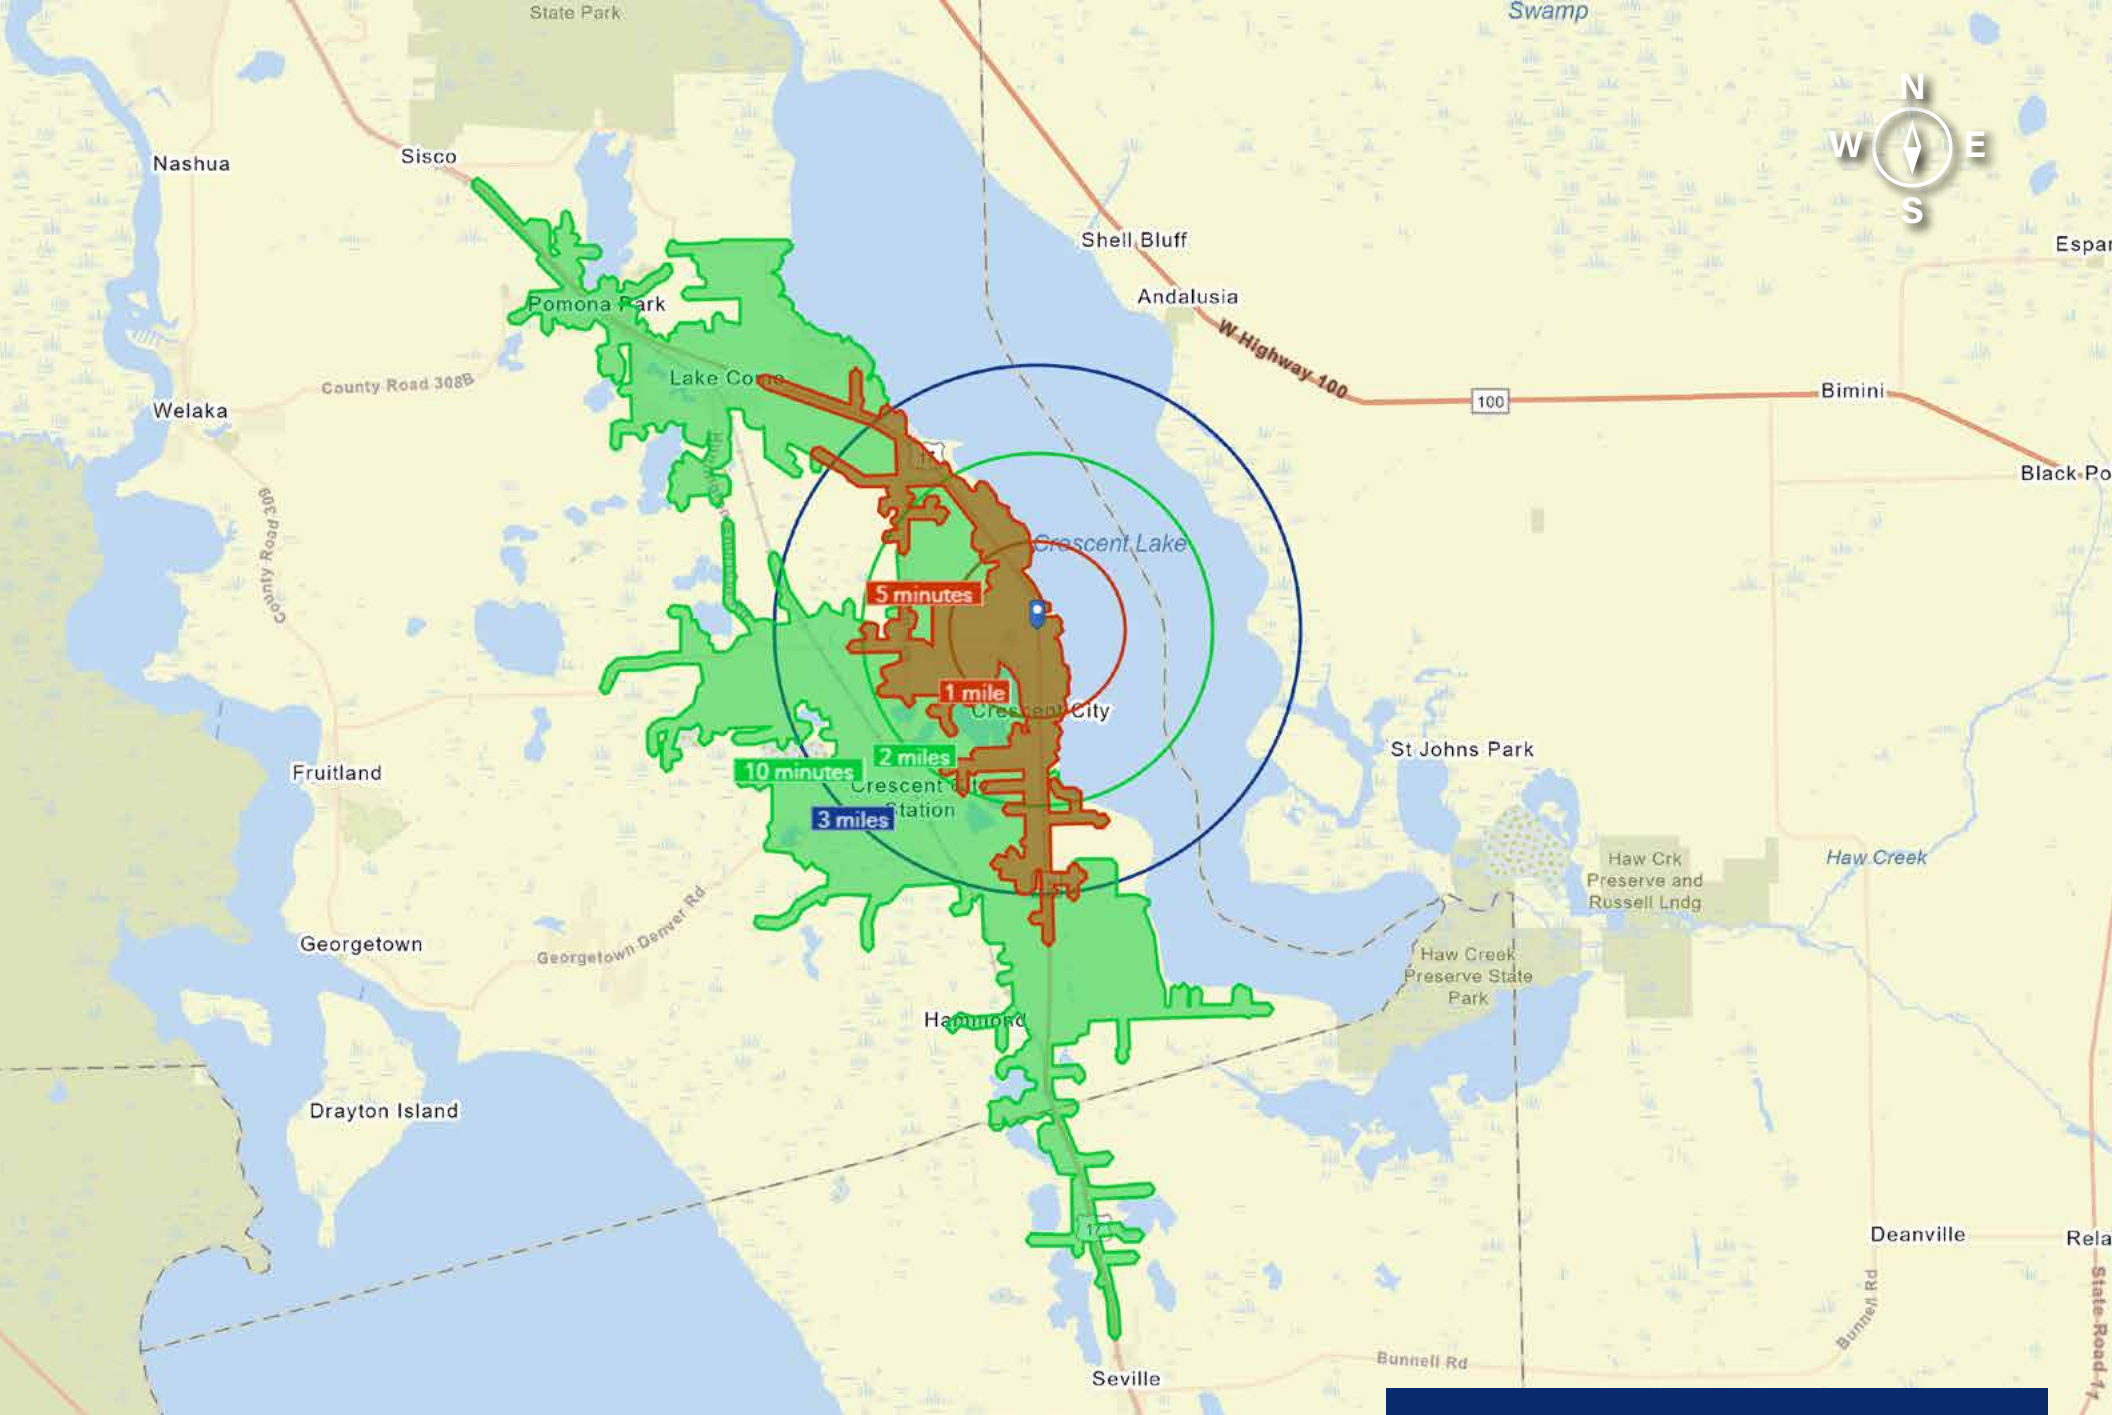 State Park
Swamp
N
W
E
S
Nashua
Sisco
Shell Bluff
Espar
Pomona Park
Andalusia
W Highway 100
100
Bimini
County Road 308B
Lake Como
Welaka
17
Black Po
County Road 309
Crescent Lake
5 minutes
1 mile
Crescent City
St Johns Park
2 miles
10 minutes
Fruitland
Crescent City
Station
3 miles
Haw Crk
Preserve and
Russell Lndg
Haw Creek
Georgetown
Georgetown Denver Rd
Haw Creek
Preserve State
Park
Hammond
Drayton Island
17
Deanville
Rela
Bunnell Rd
State Road 11
Bunnell Rd
Seville